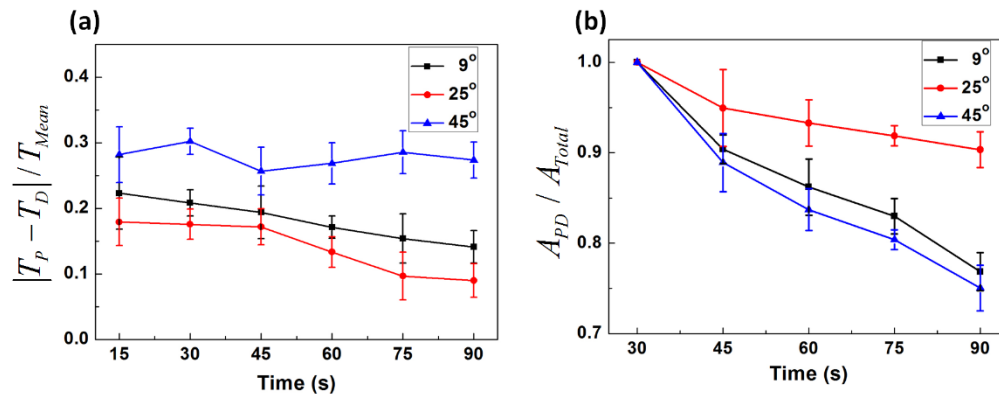 (a)
|T_P − T_D| / T_Mean
0.4
0.3
0.2
0.1
0.0
9°
25°
45°
15 30 45 60 75 90
Time (s)
(b)
A_PD / A_Total
1.0
0.9
0.8
0.7
9°
25°
45°
30 45 60 75 90
Time (s)